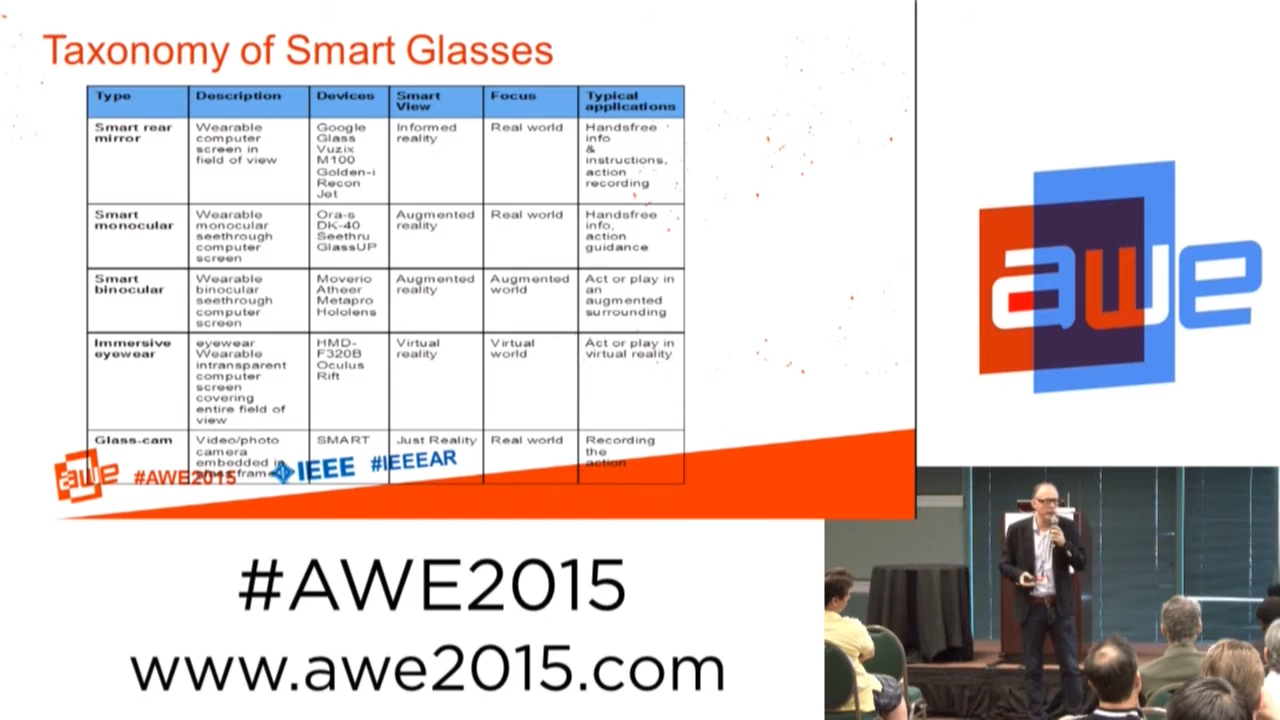 Taxonomy of Smart Glasses
Type Description Devices Smart View Focus Typical applications
Smart rear mirror Wearable computer screen in field of view Google Glass Vuzix M100 Golden-i Recon Jet Informed reality Real world Handsfree info & instructions, action recording
Smart monocular Wearable monocular seethrough computer screen Ora-s DK-40 Seethru GlassUP Augmented reality Real world Handsfree info, action guidance
Smart binocular Wearable binocular seethrough computer screen Moverio Atheer Metapro Hololens Augmented reality Augmented world Act or play in an augmented surrounding
Immersive eyewear eyewear Wearable intransparent computer screen covering entire field of view HMD-F320B Oculus Rift Virtual reality Virtual world Act or play in virtual reality
Glass-cam Video/photo camera embedded in frame SMART Just Reality Real world Recording the action
awe #AWE2015 IEEE #IEEEAR
awe
#AWE2015
www.awe2015.com